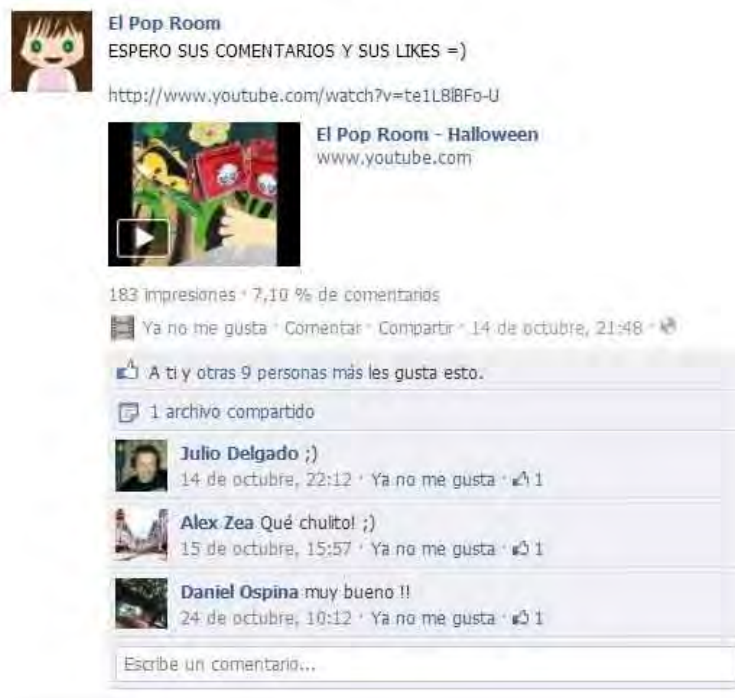 El Pop Room
ESPERO SUS COMENTARIOS Y SUS LIKES =)
http://www.youtube.com/watch?v=te1L8lBFo-U
El Pop Room - Halloween
www.youtube.com
183 impresiones · 7,10 % de comentarios
Ya no me gusta · Comentar · Compartir · 14 de octubre, 21:48 ·
A ti y otras 9 personas más les gusta esto.
1 archivo compartido
Julio Delgado ;)
14 de octubre, 22:12 · Ya no me gusta · 1
Alex Zea Qué chulito! ;)
15 de octubre, 15:57 · Ya no me gusta · 1
Daniel Ospina muy bueno !!
24 de octubre, 10:12 · Ya no me gusta · 1
Escribe un comentario...